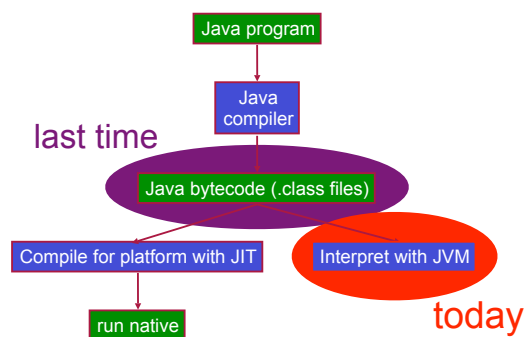 Java program
Java
compiler
last time
Java bytecode (.class files)
Compile for platform with JIT
Interpret with JVM
run native
today